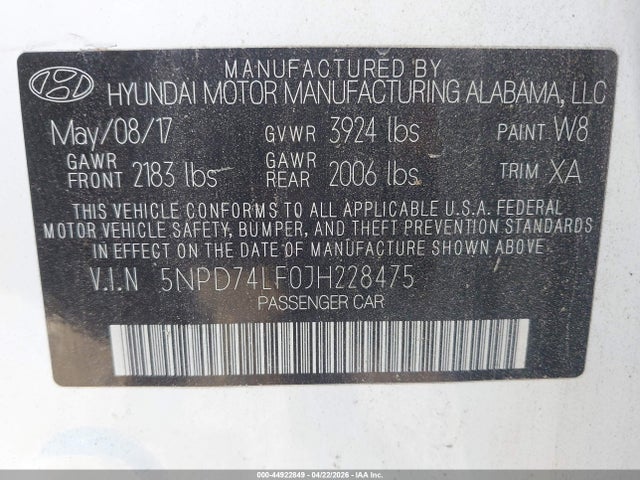 MANUFACTURED BY
HYUNDAI MOTOR MANUFACTURING ALABAMA, LLC
May/08/17 GVWR 3924 lbs PAINT W8
GAWR FRONT 2183 lbs GAWR REAR 2006 lbs TRIM XA
THIS VEHICLE CONFORMS TO ALL APPLICABLE U.S.A. FEDERAL
MOTOR VEHICLE SAFETY, BUMPER, AND THEFT PREVENTION STANDARDS
IN EFFECT ON THE DATE OF MANUFACTURE SHOWN ABOVE.
V.I.N 5NPD74LF0JH228475
PASSENGER CAR
000-44922849 - 04/22/2026 - COPART.CA